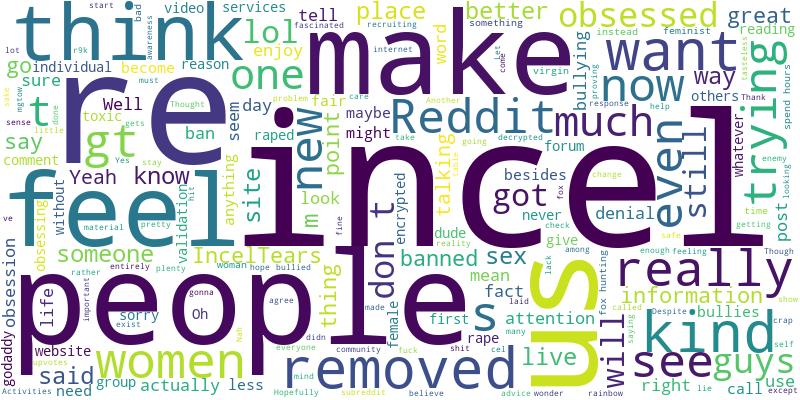 start
bad
awareness
r9k
video
services
tell
recruiting
fascinated
internet
come
Let
better
place
enjoy
word
something
virgin
proving
obsessed
instead
feminist
great
reading
tasteless
spend hours
lot
think
lol
make
want
go
individual
become
reason
sure
t
re
one
mgtow
sense
must
done
little
problem
gets
Thought
Yes
stay
Well
toxic
seem
day
ban
raped
fair
maybe
might
care
Another
take
going
Reddit
much
response
help
bullying
now
way
others
whatever
Thank
trying
enemy
looking
say
comment
gt
new
point
talking
decrypted
table
forum
never
even
still
post
time
getting
Though
ve
hit
material
pretty
Yeah
know
anything
site
m
look
fine
reality
encrypted
besides
got
denial
fox
check
lack
change
safe
feel
incel
us
validation
without
obsessing
obsession
someone
IncelTears
don t
banned
sex
dude
give
among
enough
feeling
really
rather
entirely
plenty
woman
hope bullied
thing
mean
fact
laid
rape
fox hunting
called
information
Despite
many
saying
bullies
show
crap
self
godaddy
life
website
important
exist
sorry
Oh
gonna
agree
made
female
first
attention
s
people
see
guys
will
kind
live
said
women
didn
removed
everyone
Nah
upvotes
Activities
need
group
actually
less
mind
Hopefully
community
subreddit
fuck
believe
shit
cel
advice
wonder
rainbow
right
lie
call
use
except